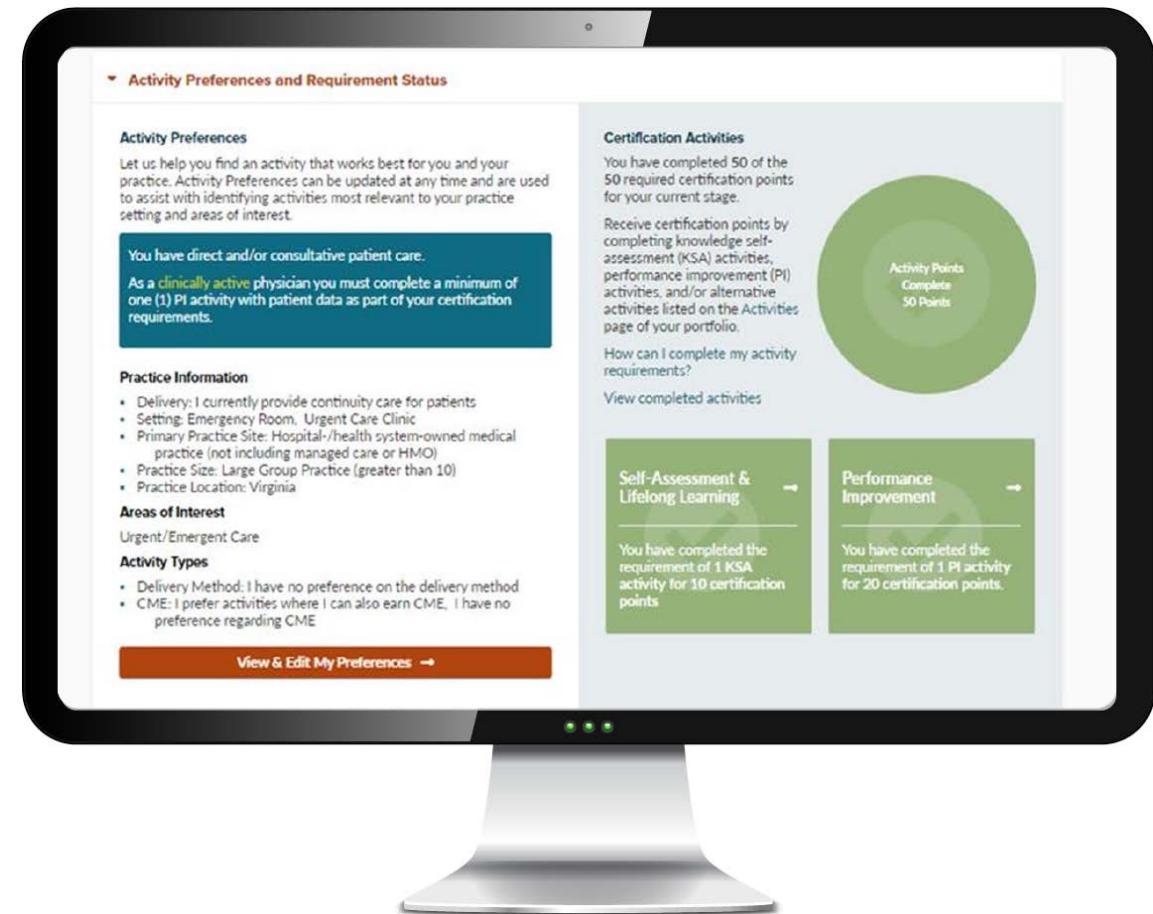 Activity Preferences and Requirement Status
Activity Preferences
Let us help you find an activity that works best for you and your
practice. Activity Preferences can be updated at any time and are used
to assist with identifying activities most relevant to your practice
setting and areas of interest.
You have direct and/or consultative patient care.
As a clinically active physician you must complete a minimum of
one (1) PI activity with patient data as part of your certification
requirements.
Practice Information
• Delivery: I currently provide continuity care for patients
• Setting: Emergency Room, Urgent Care Clinic
• Primary Practice Site: Hospital-/health system-owned medical
practice (not including managed care or HMO)
• Practice Size: Large Group Practice (greater than 10)
• Practice Location: Virginia
Areas of Interest
Urgent/Emergent Care
Activity Types
• Delivery Method: I have no preference on the delivery method
• CME: I prefer activities where I can also earn CME, I have no
preference regarding CME
View & Edit My Preferences →
Certification Activities
You have completed 50 of the
50 required certification points
for your current stage.
Receive certification points by
completing knowledge self-
assessment (KSA) activities,
performance improvement (PI)
activities, and/or alternative
activities listed on the Activities
page of your portfolio.
How can I complete my activity
requirements?
View completed activities
Activity Points
Complete
50 Points
Self-Assessment &
Lifelong Learning →
You have completed the
requirement of 1 KSA
activity for 10 certification
points
Performance
Improvement →
You have completed the
requirement of 1 PI activity
for 20 certification points.